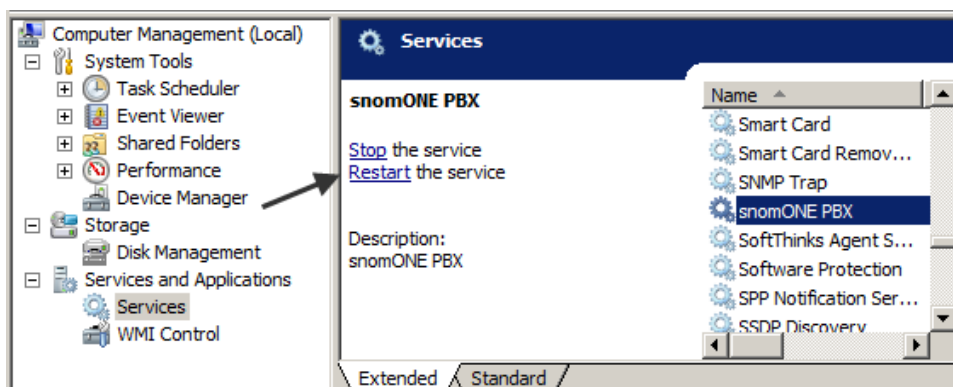 Computer Management (Local)
System Tools
Task Scheduler
Event Viewer
Shared Folders
Performance
Device Manager
Storage
Disk Management
Services and Applications
Services
WMI Control
Services
snomONE PBX
Stop the service
Restart the service
Description:
snomONE PBX
Name
Smart Card
Smart Card Remov...
SNMP Trap
snomONE PBX
SoftThinks Agent S...
Software Protection
SPP Notification Ser...
SSDP Discovery
Extended
Standard